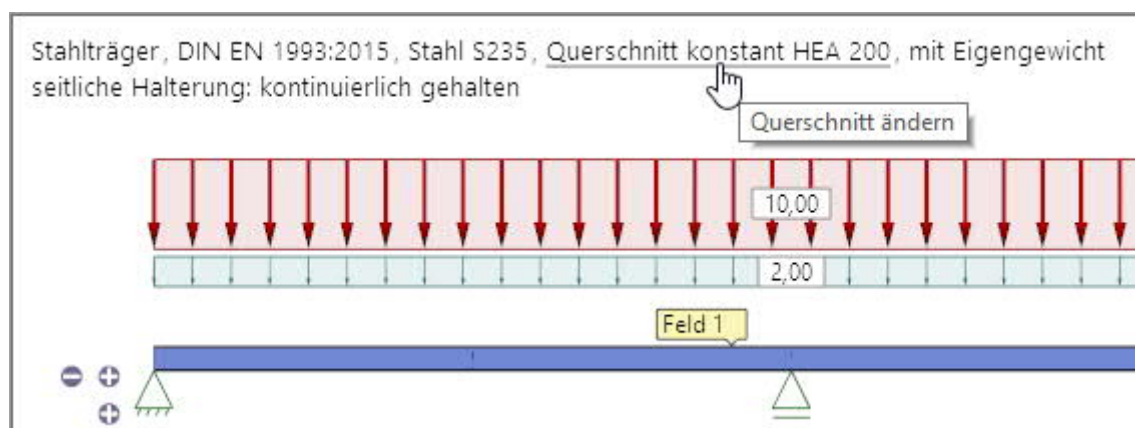 Stahlträger, DIN EN 1993:2015, Stahl S235, Querschnitt konstant HEA 200, mit Eigengewicht
seitliche Halterung: kontinuierlich gehalten
Querschnitt ändern
10,00
2,00
Feld 1